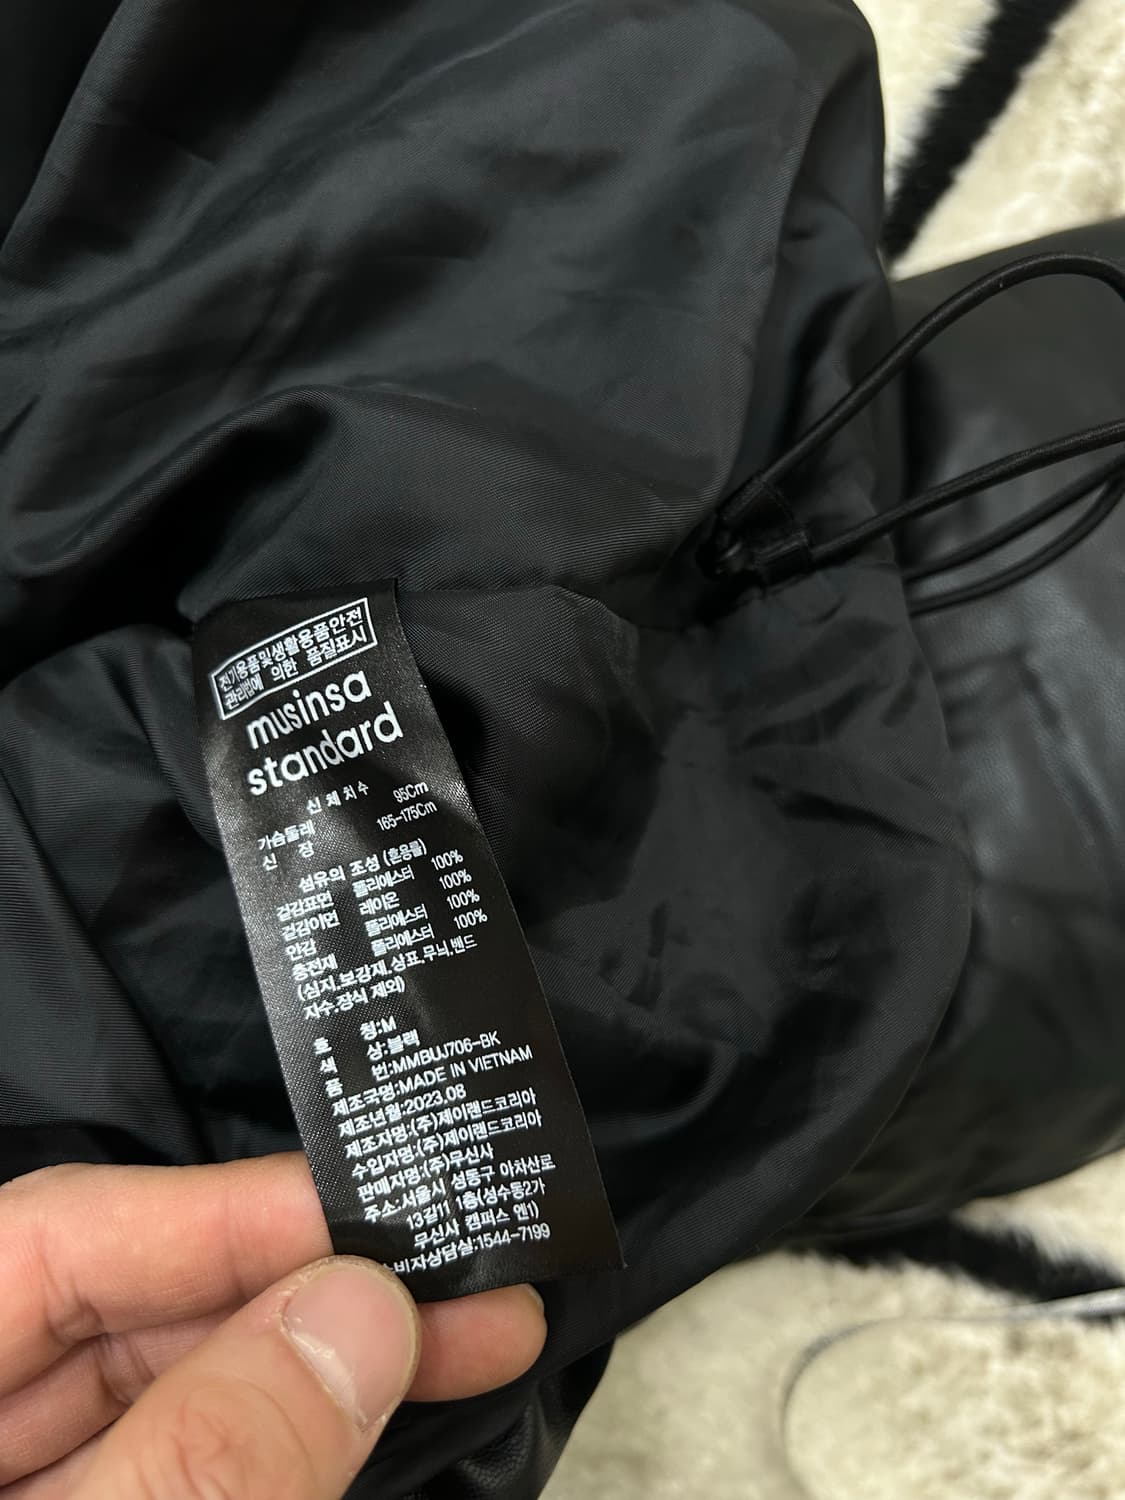 전기용품및생활용품안전
관리법에 의한 품질표시
musinsa
standard
신체치수
가슴둘레 95Cm
신 장 165-175Cm
섬유의 조성 (혼용률)
겉감표면 폴리에스터 100%
겉감이면 레이온 100%
안감 폴리에스터 100%
충전재 폴리에스터 100%
(심지,보강재,상표,무늬,밴드
자수,장식 제외)
호 칭:M
색 상:블랙
품 번:MMBUJ706-BK
제조국명:MADE IN VIETNAM
제조년월:2023.08
제조자명:(주)제이랜드코리아
수입자명:(주)제이랜드코리아
판매자명:(주)무신사
주소:서울시 성동구 아차산로
13길11 1층(성수동2가
무신사 캠퍼스 엔1)
소비자상담실:1544-7199